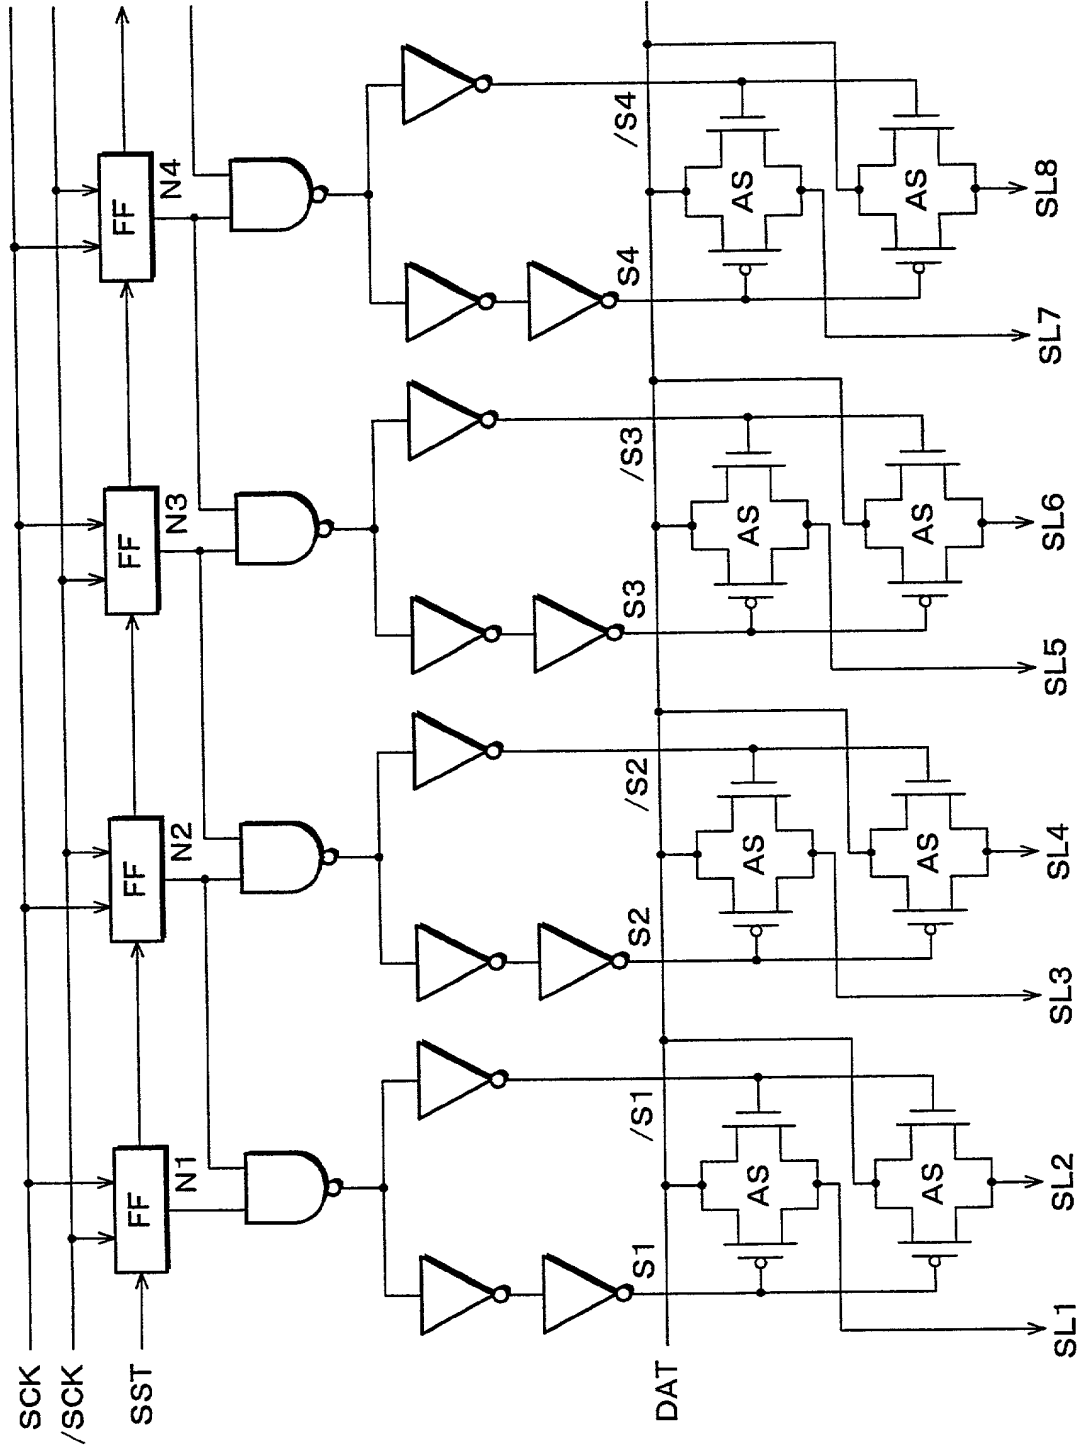 SCK
/SCK
SST
FF
FF
FF
FF
N1
N2
N3
N4
S1
/S1
S2
/S2
S3
/S3
S4
/S4
DAT
AS
AS
AS
AS
AS
AS
AS
AS
SL1
SL2
SL3
SL4
SL5
SL6
SL7
SL8